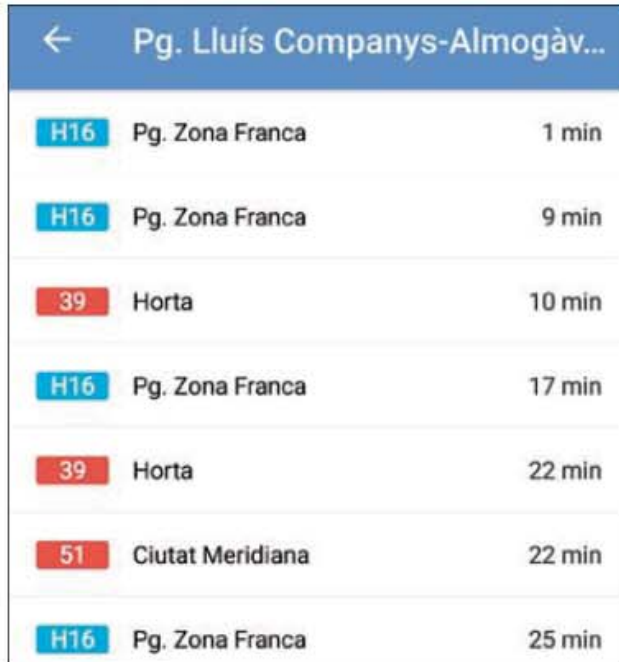 ← Pg. Lluís Companys-Almogàv...
H16 Pg. Zona Franca 1 min
H16 Pg. Zona Franca 9 min
39 Horta 10 min
H16 Pg. Zona Franca 17 min
39 Horta 22 min
51 Ciutat Meridiana 22 min
H16 Pg. Zona Franca 25 min